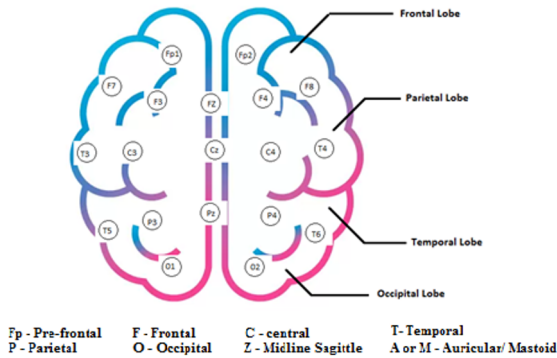 Frontal Lobe
Fp1 Fp2
F7 F3 FZ F4 F8
Parietal Lobe
T3 C3 Cz C4 T4
P3 Pz P4
T5 T6
Temporal Lobe
O1 O2
Occipital Lobe
Fp - Pre-frontal F - Frontal C - central T- Temporal
P - Parietal O - Occipital Z - Midline Sagittle A or M - Auricular/ Mastoid